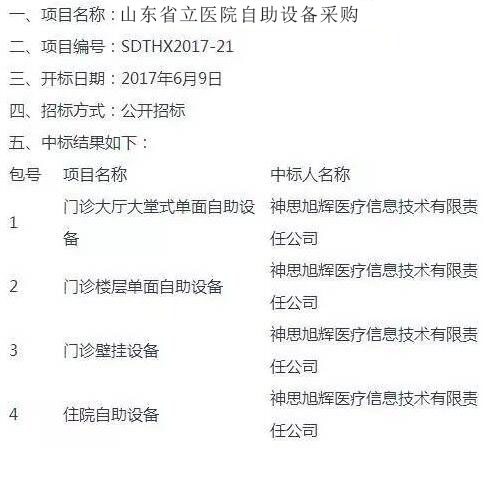 一、项目名称：山东省立医院自助设备采购
二、项目编号：SDTHX2017-21
三、开标日期：2017年6月9日
四、招标方式：公开招标
五、中标结果如下：
包号 项目名称 中标人名称
1 门诊大厅大堂式单面自助设备 神思旭辉医疗信息技术有限责任公司
2 门诊楼层单面自助设备 神思旭辉医疗信息技术有限责任公司
3 门诊壁挂设备 神思旭辉医疗信息技术有限责任公司
4 住院自助设备 神思旭辉医疗信息技术有限责任公司